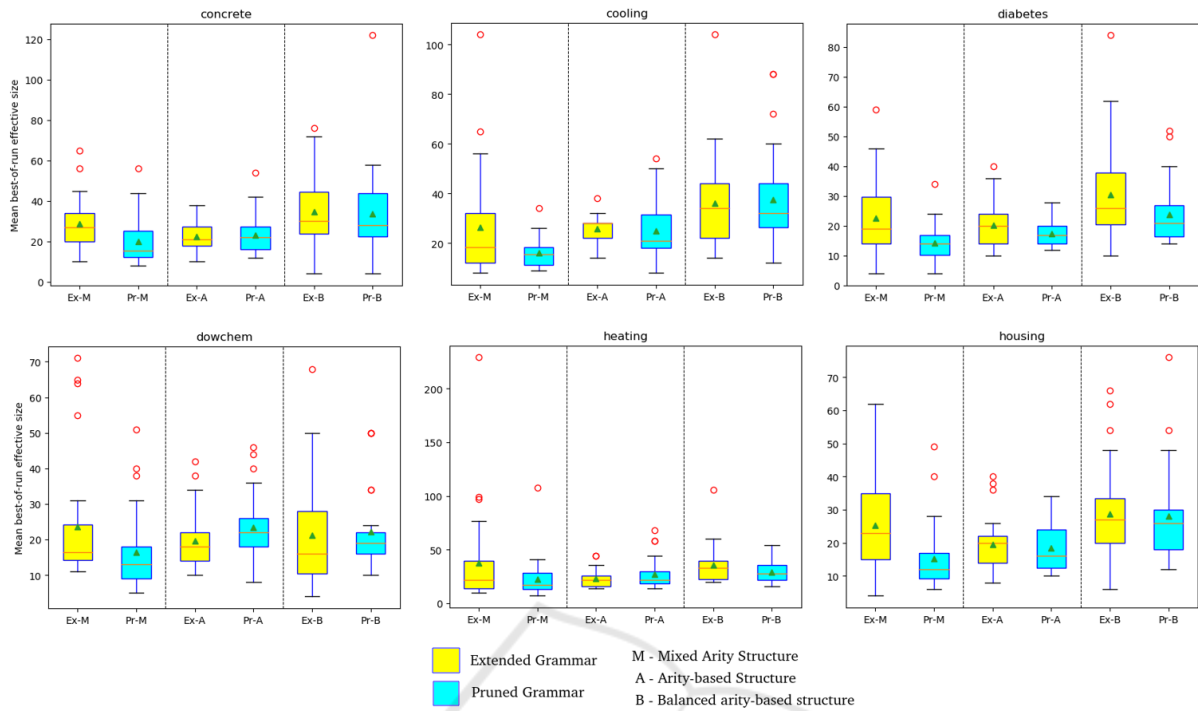 concrete
Mean best-of-run effective size
120
100
80
60
40
20
0
Ex-M Pr-M Ex-A Pr-A Ex-B Pr-B
cooling
100
80
60
40
20
Ex-M Pr-M Ex-A Pr-A Ex-B Pr-B
diabetes
80
70
60
50
40
30
20
10
0
Ex-M Pr-M Ex-A Pr-A Ex-B Pr-B
dowchem
Mean best-of-run effective size
70
60
50
40
30
20
10
Ex-M Pr-M Ex-A Pr-A Ex-B Pr-B
heating
200
150
100
50
0
Ex-M Pr-M Ex-A Pr-A Ex-B Pr-B
housing
70
60
50
40
30
20
10
Ex-M Pr-M Ex-A Pr-A Ex-B Pr-B
Extended Grammar
Pruned Grammar
M - Mixed Arity Structure
A - Arity-based Structure
B - Balanced arity-based structure